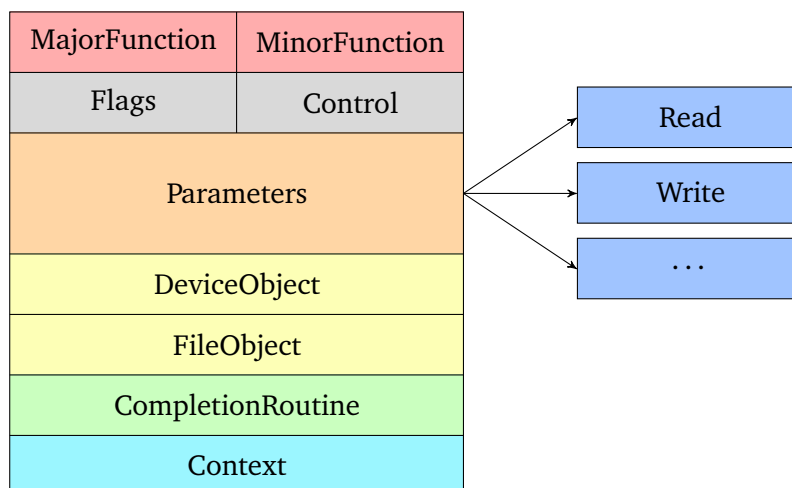 MajorFunction MinorFunction
Flags Control
Parameters
DeviceObject
FileObject
CompletionRoutine
Context
Read
Write
...